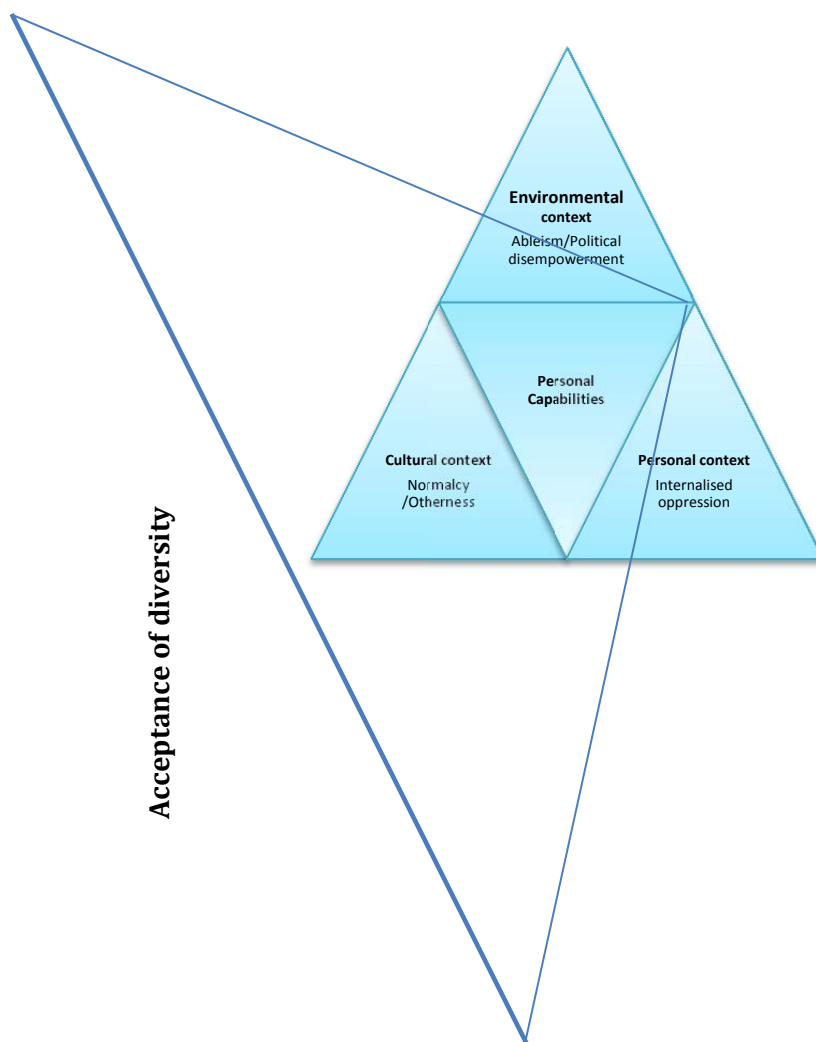 Environmental
context
Ableism/Political
disempowerment
Personal
Capabilities
Cultural context
Normalcy
/Otherness
Personal context
Internalised
oppression
Acceptance of diversity